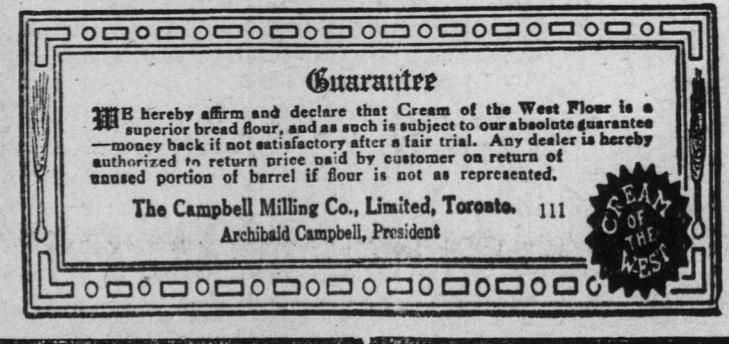 Guarantee
WE hereby affirm and declare that Cream of the West Flour is a
superior bread flour, and as such is subject to our absolute guarantee
—money back if not satisfactory after a fair trial. Any dealer is hereby
authorized to return price paid by customer on return of
unused portion of barrel if flour is not as represented.
The Campbell Milling Co., Limited, Toronto. 111
Archibald Campbell, President
CREAM
OF
THE
WEST